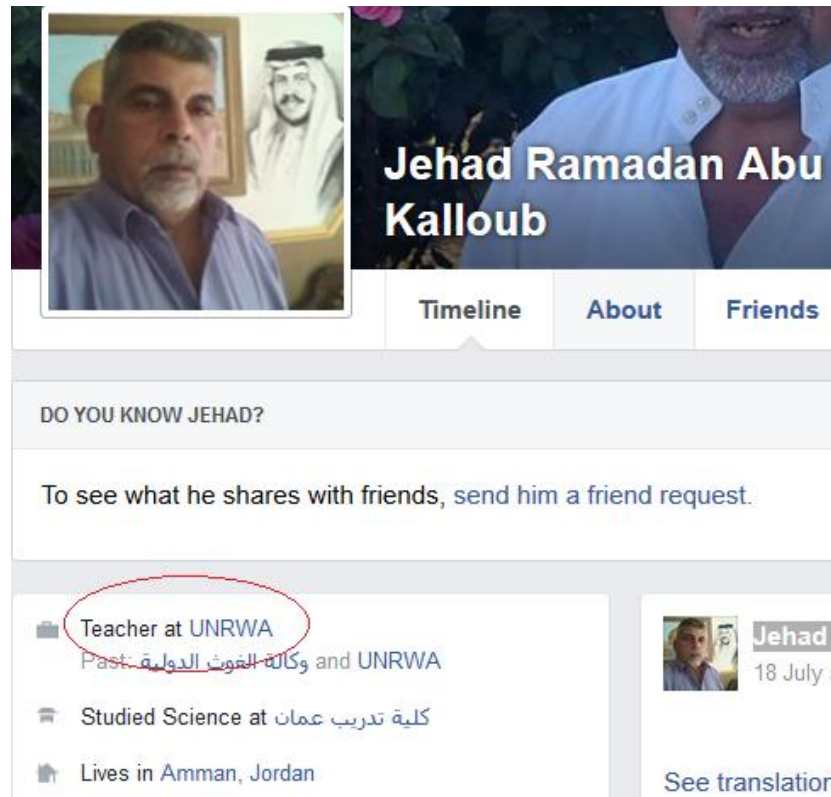 Jehad Ramadan Abu
Kalloub
Timeline About Friends
DO YOU KNOW JEHAD?
To see what he shares with friends, send him a friend request.
Teacher at UNRWA
Past: وكالة الغوث الدولية and UNRWA
Studied Science at كلية تدريب عمان
Lives in Amman, Jordan
Jehad
18 July
See translation